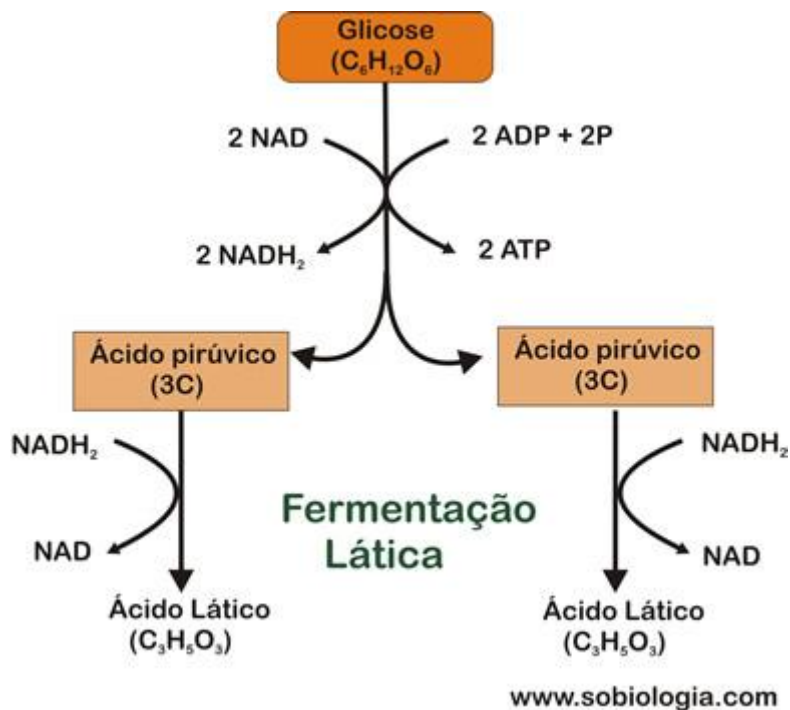 Glicose
(C₆H₁₂O₆)
2 NAD
2 ADP + 2P
2 NADH₂
2 ATP
Ácido pirúvico
(3C)
Ácido pirúvico
(3C)
NADH₂
NAD
NADH₂
NAD
Fermentação
Lática
Ácido Lático
(C₃H₅O₃)
Ácido Lático
(C₃H₅O₃)
www.sobiologia.com